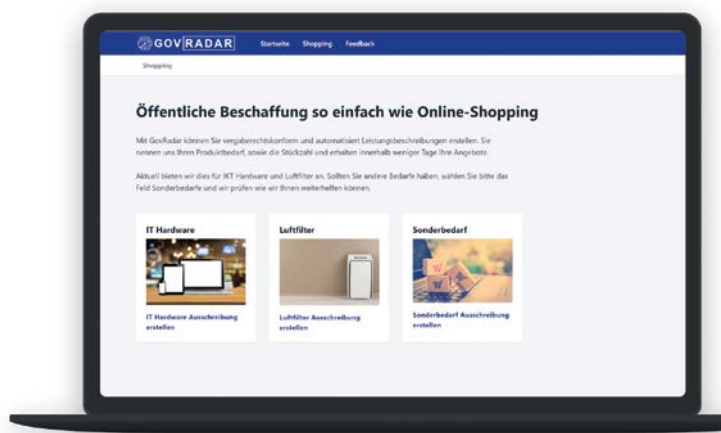 GOVRADAR Startseite Shopping Feedback
Shopping
Öffentliche Beschaffung so einfach wie Online-Shopping
Mit GovRadar können Sie vergaberechtskonform und automatisiert Leistungsbeschreibungen erstellen. Sie
nennen uns Ihren Produktbedarf, sowie die Stückzahl und erhalten innerhalb weniger Tage Ihre Angebote.
Aktuell bieten wir dies für IKT Hardware und Luftfilter an. Sollten Sie andere Bedarfe haben, wählen Sie bitte das
Feld Sonderbedarfe und wir prüfen wie wir Ihnen weiterhelfen können.
IT Hardware
Luftfilter
Sonderbedarf
IT Hardware Ausschreibung
erstellen
Luftfilter Ausschreibung
erstellen
Sonderbedarf Ausschreibung
erstellen